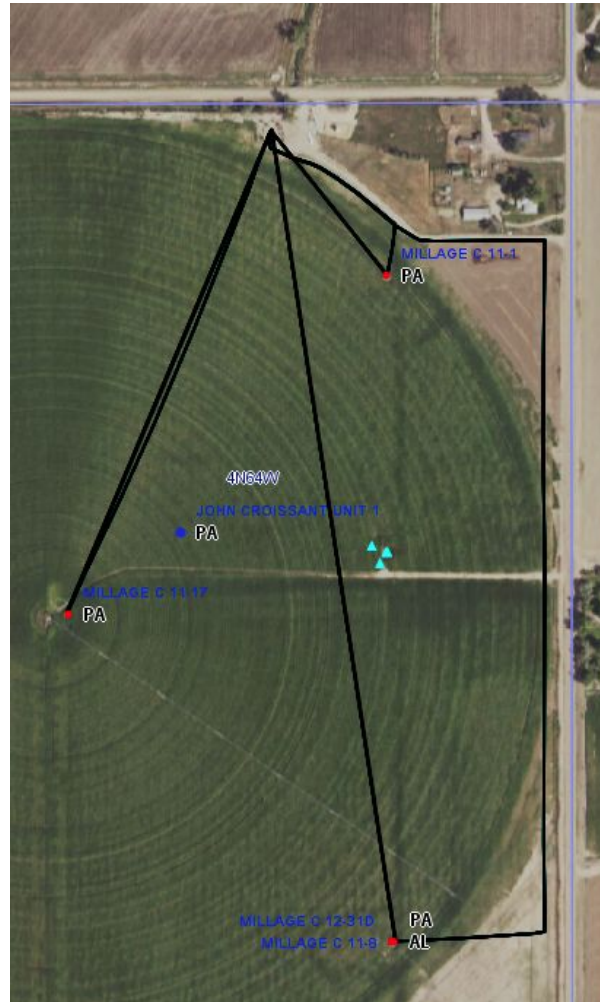 MILLAGE C 11-1
PA
4N64W
JOHN CROISSANT UNIT 1
PA
MILLAGE C 11-17
PA
MILLAGE C 12-31D
PA
MILLAGE C 11-8
AL